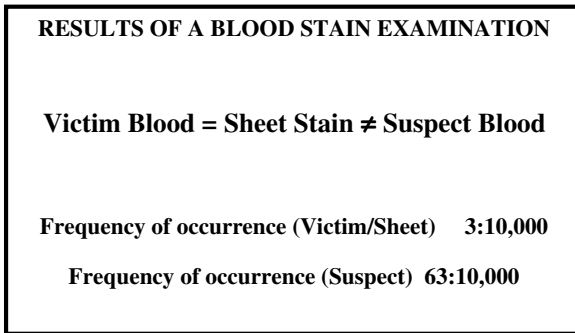 RESULTS OF A BLOOD STAIN EXAMINATION
Victim Blood = Sheet Stain ≠ Suspect Blood
Frequency of occurrence (Victim/Sheet) 3:10,000
Frequency of occurrence (Suspect) 63:10,000